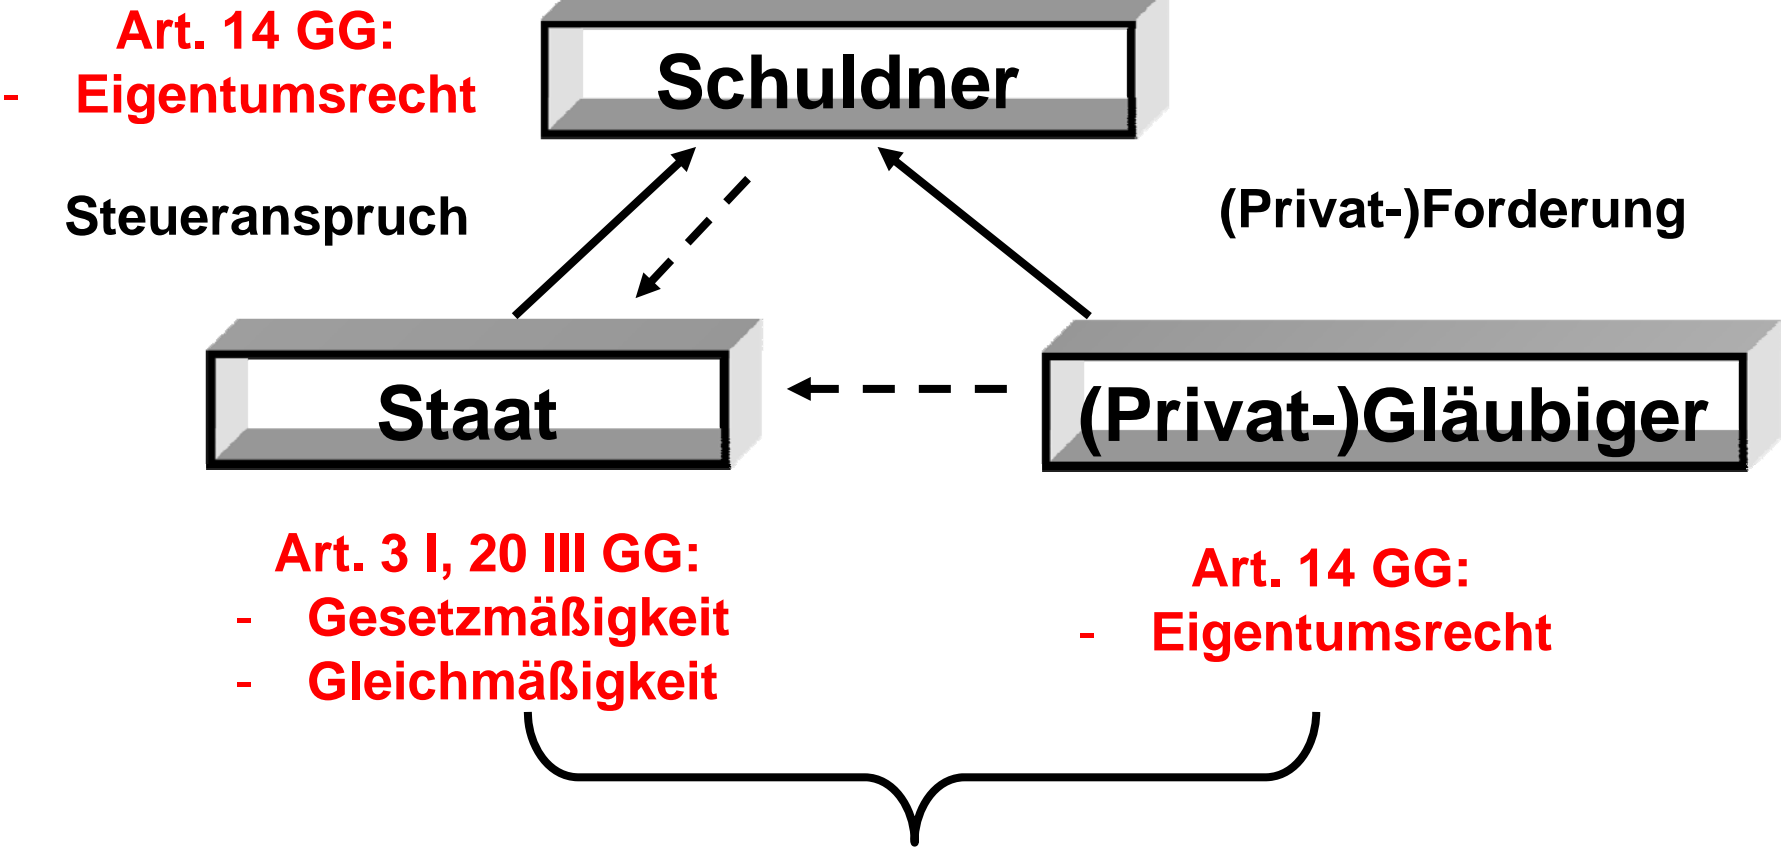 Art. 14 GG:
- Eigentumsrecht
Schuldner
Steueranspruch
(Privat-)Forderung
Staat
(Privat-)Gläubiger
Art. 3 I, 20 III GG:
- Gesetzmäßigkeit
- Gleichmäßigkeit
Art. 14 GG:
- Eigentumsrecht